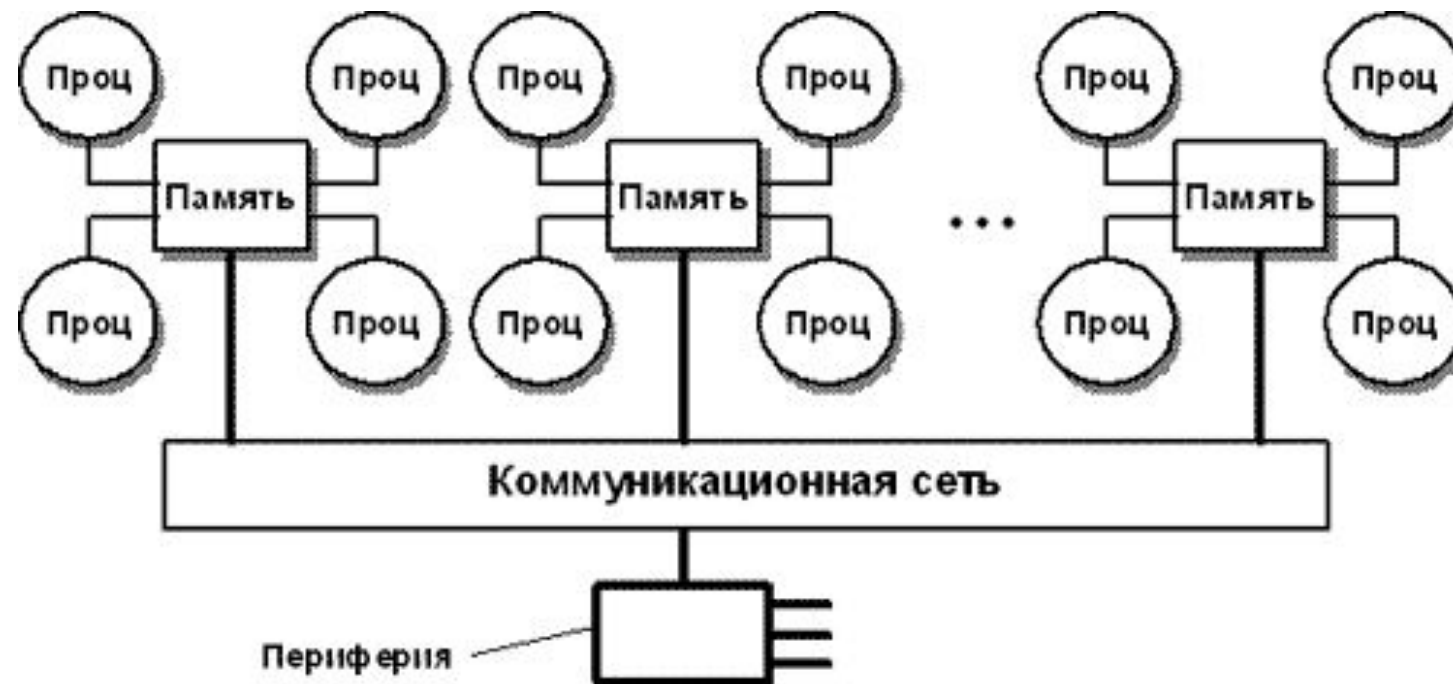 Проц Проц Проц Проц Проц Проц
Память Память ... Память
Проц Проц Проц Проц Проц Проц
Коммуникационная сеть
Периферия